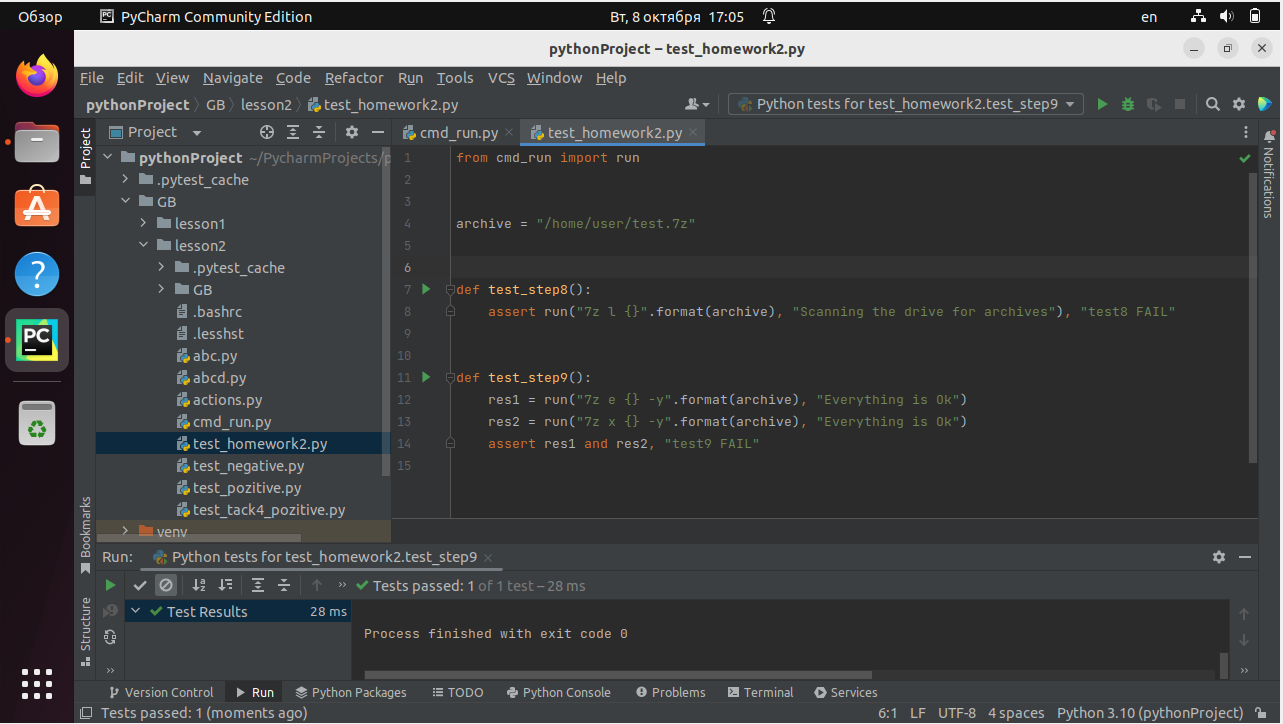 Обзор PyCharm Community Edition Вт, 8 октября 17:05 en
pythonProject – test_homework2.py
File Edit View Navigate Code Refactor Run Tools VCS Window Help
pythonProject GB lesson2 test_homework2.py Python tests for test_homework2.test_step9
Project
Project
cmd_run.py
test_homework2.py
Notifications
pythonProject ~/PycharmProjects/p
.pytest_cache
GB
lesson1
lesson2
.pytest_cache
GB
.bashrc
.lesshst
abc.py
abcd.py
actions.py
cmd_run.py
test_homework2.py
test_negative.py
test_pozitive.py
test_tack4_pozitive.py
venv
1 from cmd_run import run
2
3
4 archive = "/home/user/test.7z"
5
6
7 def test_step8():
8 assert run("7z l {}".format(archive), "Scanning the drive for archives"), "test8 FAIL"
9
10
11 def test_step9():
12 res1 = run("7z e {} -y".format(archive), "Everything is Ok")
13 res2 = run("7z x {} -y".format(archive), "Everything is Ok")
14 assert res1 and res2, "test9 FAIL"
15
Bookmarks
Structure
Run: Python tests for test_homework2.test_step9
Tests passed: 1 of 1 test – 28 ms
Test Results 28 ms
Process finished with exit code 0
Version Control Run Python Packages TODO Python Console Problems Terminal Services
Tests passed: 1 (moments ago) 6:1 LF UTF-8 4 spaces Python 3.10 (pythonProject)